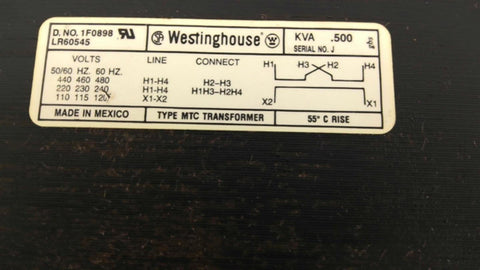 D. NO. 1F0898
LR60545
Westinghouse
KVA .500
SERIAL NO. J
gbs
VOLTS LINE CONNECT
50/60 HZ. 60 HZ.
440 460 480 H1-H4 H2-H3
220 230 240 H1-H4 H1H3-H2H4
110 115 120 X1-X2
H1 H3 H2 H4
X2 X1
MADE IN MEXICO TYPE MTC TRANSFORMER 55° C RISE